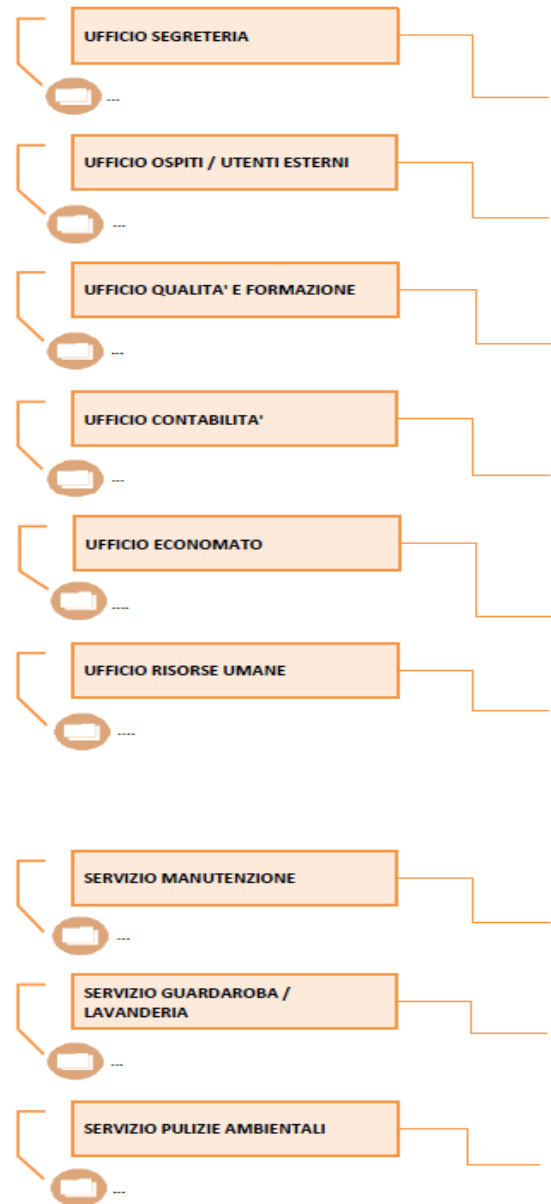 UFFICIO SEGRETERIA
---
UFFICIO OSPITI / UTENTI ESTERNI
---
UFFICIO QUALITA' E FORMAZIONE
---
UFFICIO CONTABILITA'
---
UFFICIO ECONOMATO
----
UFFICIO RISORSE UMANE
----
SERVIZIO MANUTENZIONE
---
SERVIZIO GUARDAROBA /
LAVANDERIA
---
SERVIZIO PULIZIE AMBIENTALI
---